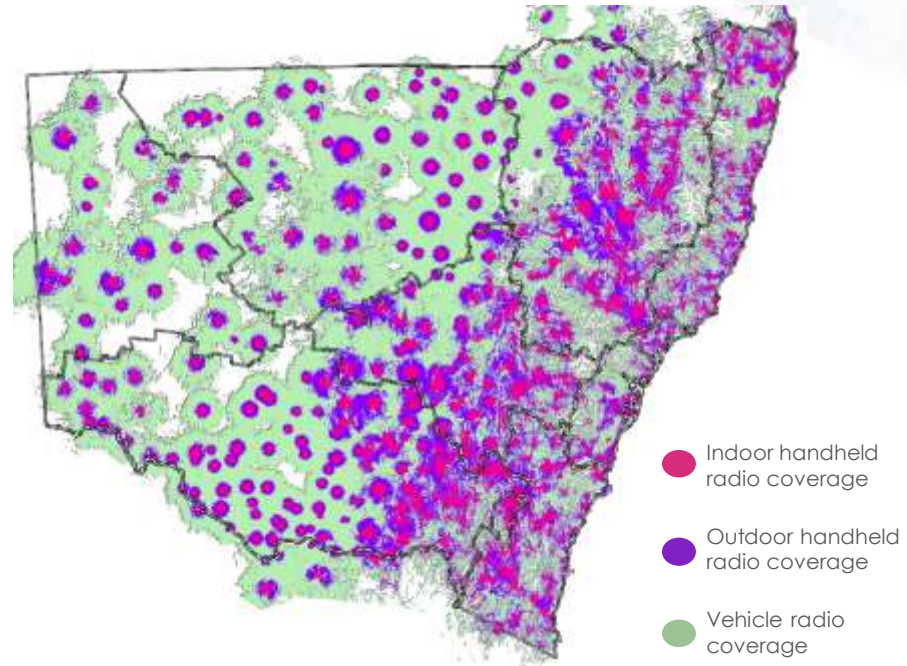 Indoor handheld
radio coverage
Outdoor handheld
radio coverage
Vehicle radio
coverage